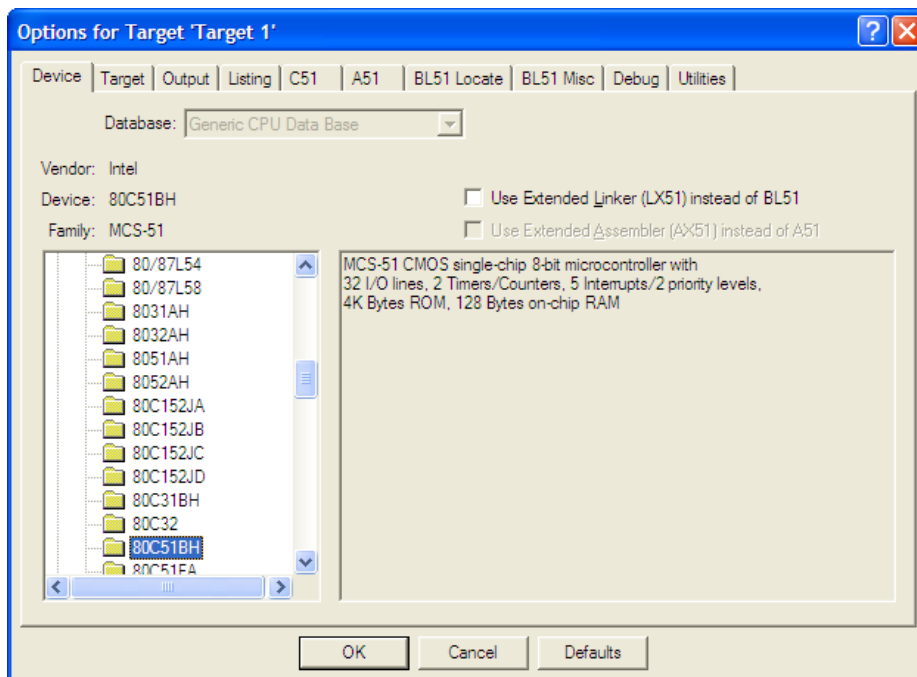 Options for Target 'Target 1'
Device Target Output Listing C51 A51 BL51 Locate BL51 Misc Debug Utilities
Database: Generic CPU Data Base
Vendor: Intel
Device: 80C51BH
Use Extended Linker (LX51) instead of BL51
Family: MCS-51
Use Extended Assembler (AX51) instead of A51
80/87L54
80/87L58
8031AH
8032AH
8051AH
8052AH
80C152JA
80C152JB
80C152JC
80C152JD
80C31BH
80C32
80C51BH
80C51FA
MCS-51 CMOS single-chip 8-bit microcontroller with
32 I/O lines, 2 Timers/Counters, 5 Interrupts/2 priority levels,
4K Bytes ROM, 128 Bytes on-chip RAM
OK Cancel Defaults